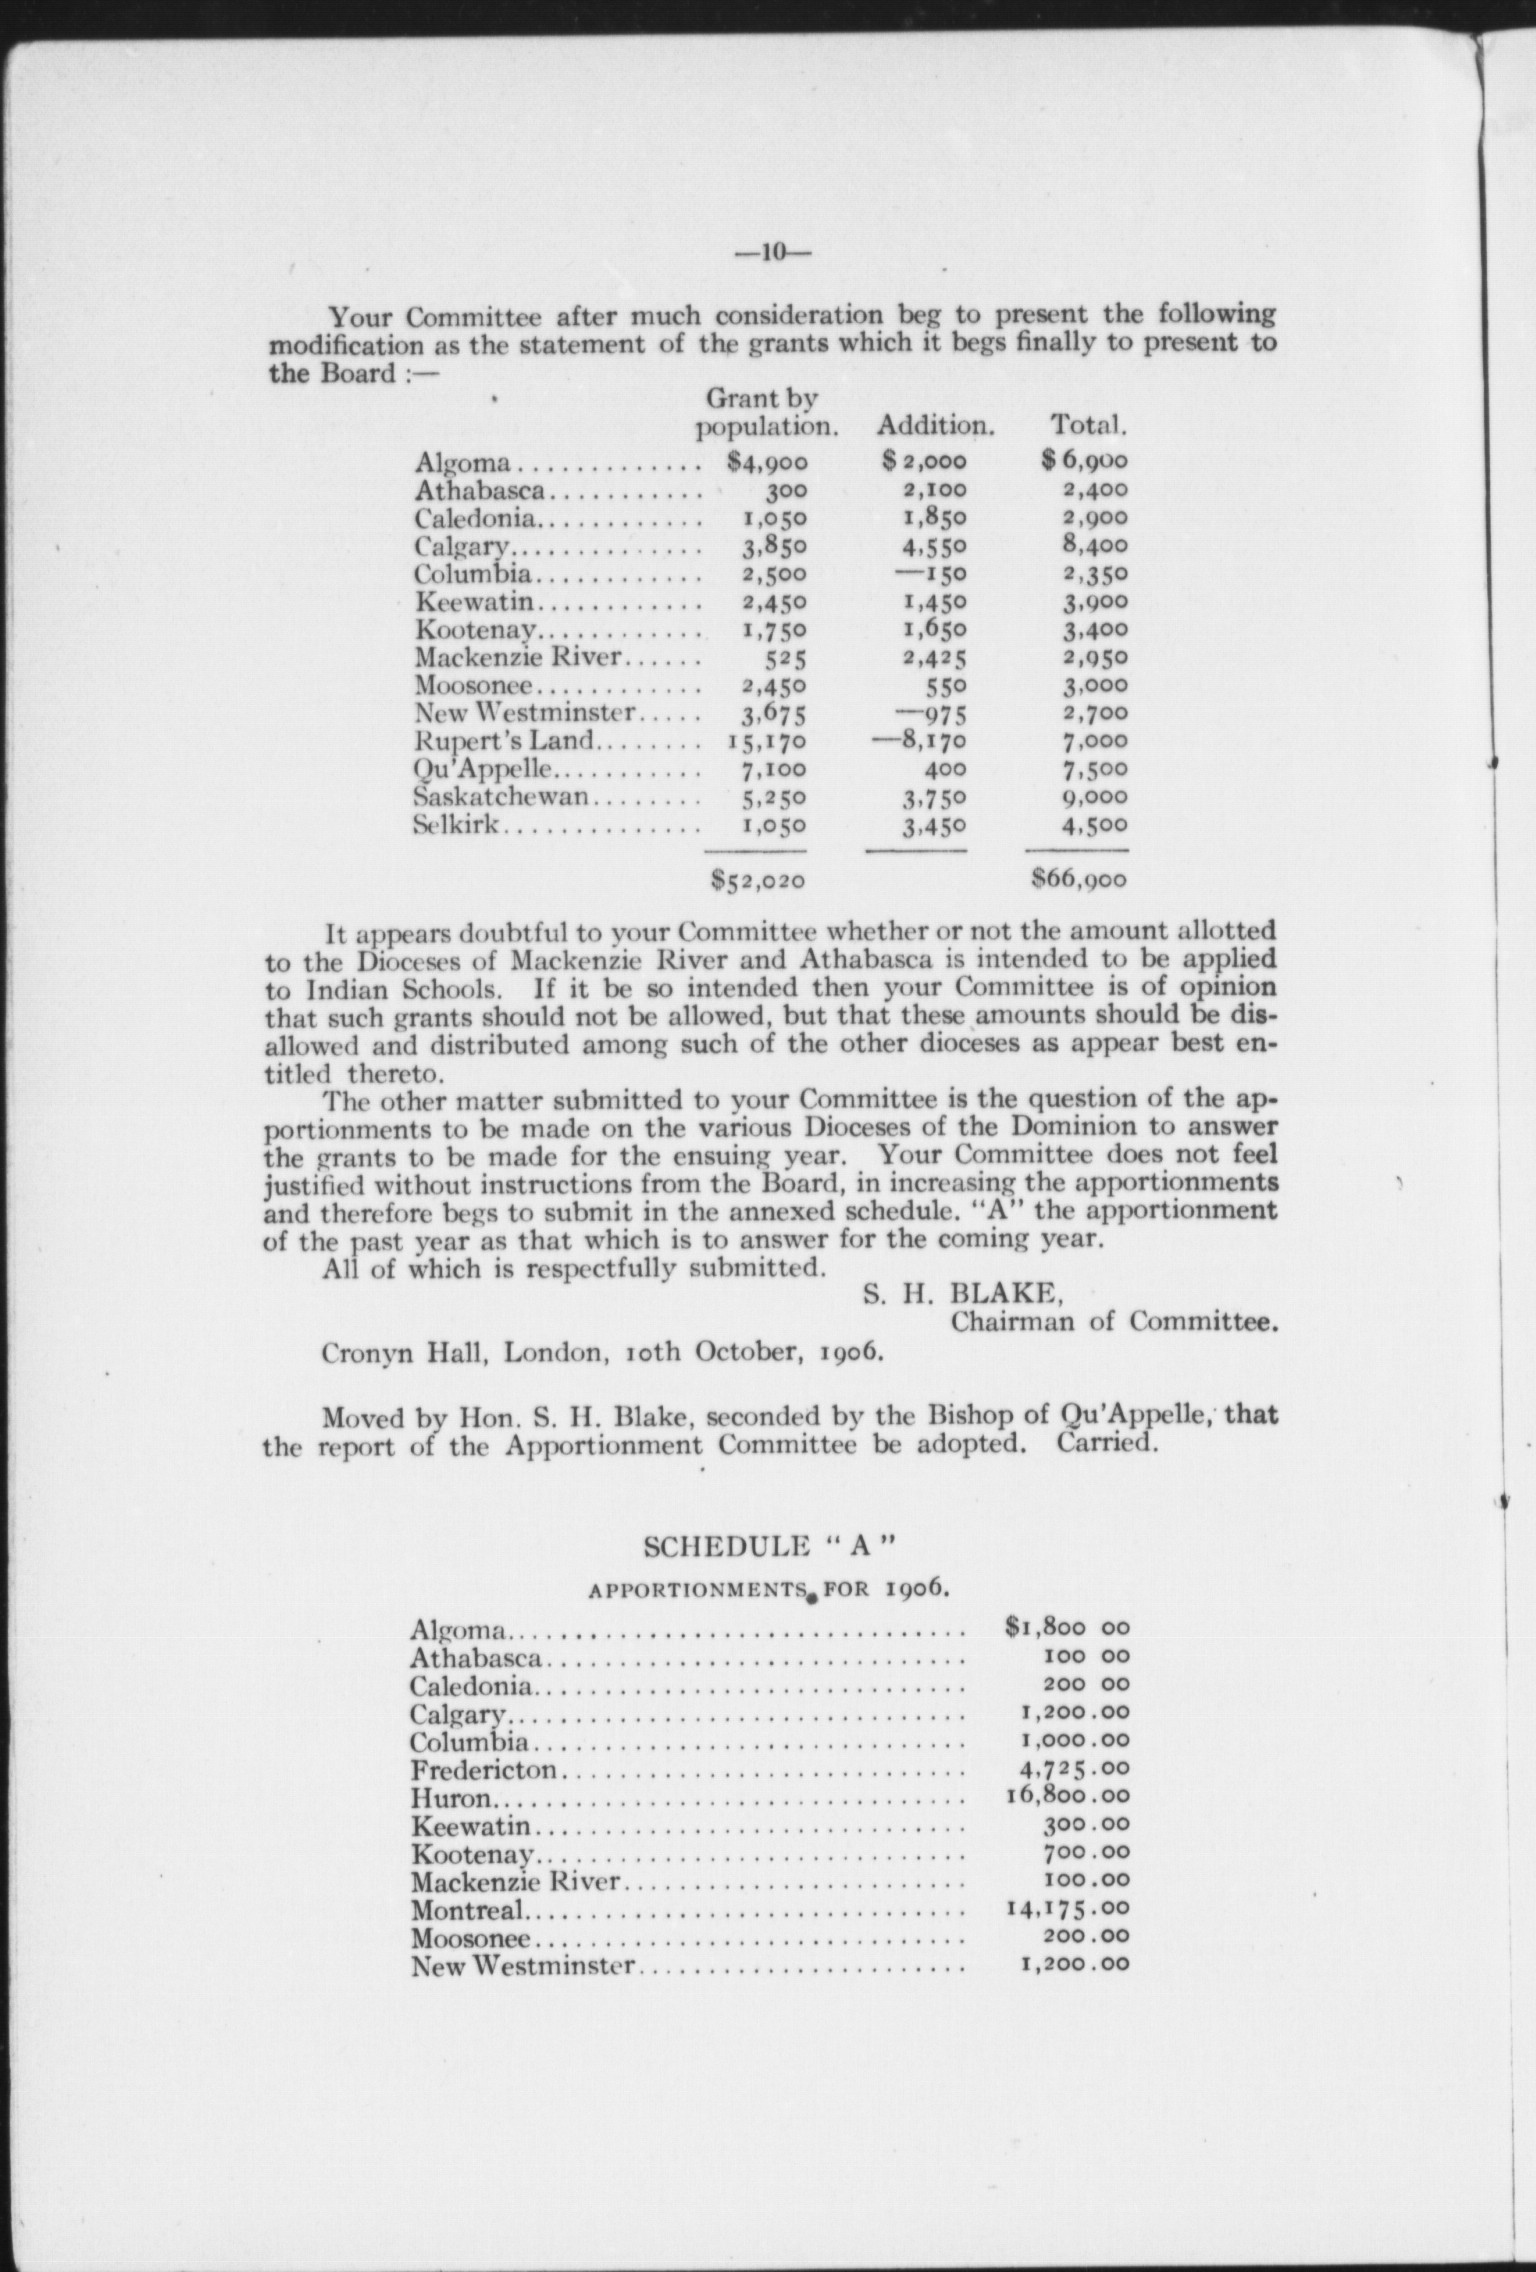 —10—
Your Committee after much consideration beg to present the following
modification as the statement of the grants which it begs finally to present to
the Board :—
Grant by
population. Addition. Total.
Algoma............. $4,900 $ 2,000 $ 6,900
Athabasca........... 300 2,100 2,400
Caledonia............ 1,050 1,850 2,900
Calgary.............. 3,850 4,550 8,400
Columbia............ 2,500 —150 2,350
Keewatin............ 2,450 1,450 3,900
Kootenay............ 1,750 1,650 3,400
Mackenzie River...... 525 2,425 2,950
Moosonee............ 2,450 550 3,000
New Westminster..... 3,675 —975 2,700
Rupert's Land........ 15,170 —8,170 7,000
Qu'Appelle........... 7,100 400 7,500
Saskatchewan........ 5,250 3,750 9,000
Selkirk.............. 1,050 3,450 4,500
$52,020 $66,900
It appears doubtful to your Committee whether or not the amount allotted
to the Dioceses of Mackenzie River and Athabasca is intended to be applied
to Indian Schools. If it be so intended then your Committee is of opinion
that such grants should not be allowed, but that these amounts should be dis-
allowed and distributed among such of the other dioceses as appear best en-
titled thereto.
The other matter submitted to your Committee is the question of the ap-
portionments to be made on the various Dioceses of the Dominion to answer
the grants to be made for the ensuing year. Your Committee does not feel
justified without instructions from the Board, in increasing the apportionments
and therefore begs to submit in the annexed schedule. "A" the apportionment
of the past year as that which is to answer for the coming year.
All of which is respectfully submitted.
S. H. BLAKE,
Chairman of Committee.
Cronyn Hall, London, 10th October, 1906.
Moved by Hon. S. H. Blake, seconded by the Bishop of Qu'Appelle, that
the report of the Apportionment Committee be adopted. Carried.
SCHEDULE "A"
APPORTIONMENTS FOR 1906.
Algoma................................ $1,800 00
Athabasca............................. 100 00
Caledonia.............................. 200 00
Calgary................................ 1,200.00
Columbia.............................. 1,000.00
Fredericton............................ 4,725.00
Huron................................. 16,800.00
Keewatin.............................. 300.00
Kootenay.............................. 700.00
Mackenzie River........................ 100.00
Montreal............................... 14,175.00
Moosonee.............................. 200.00
New Westminster....................... 1,200.00